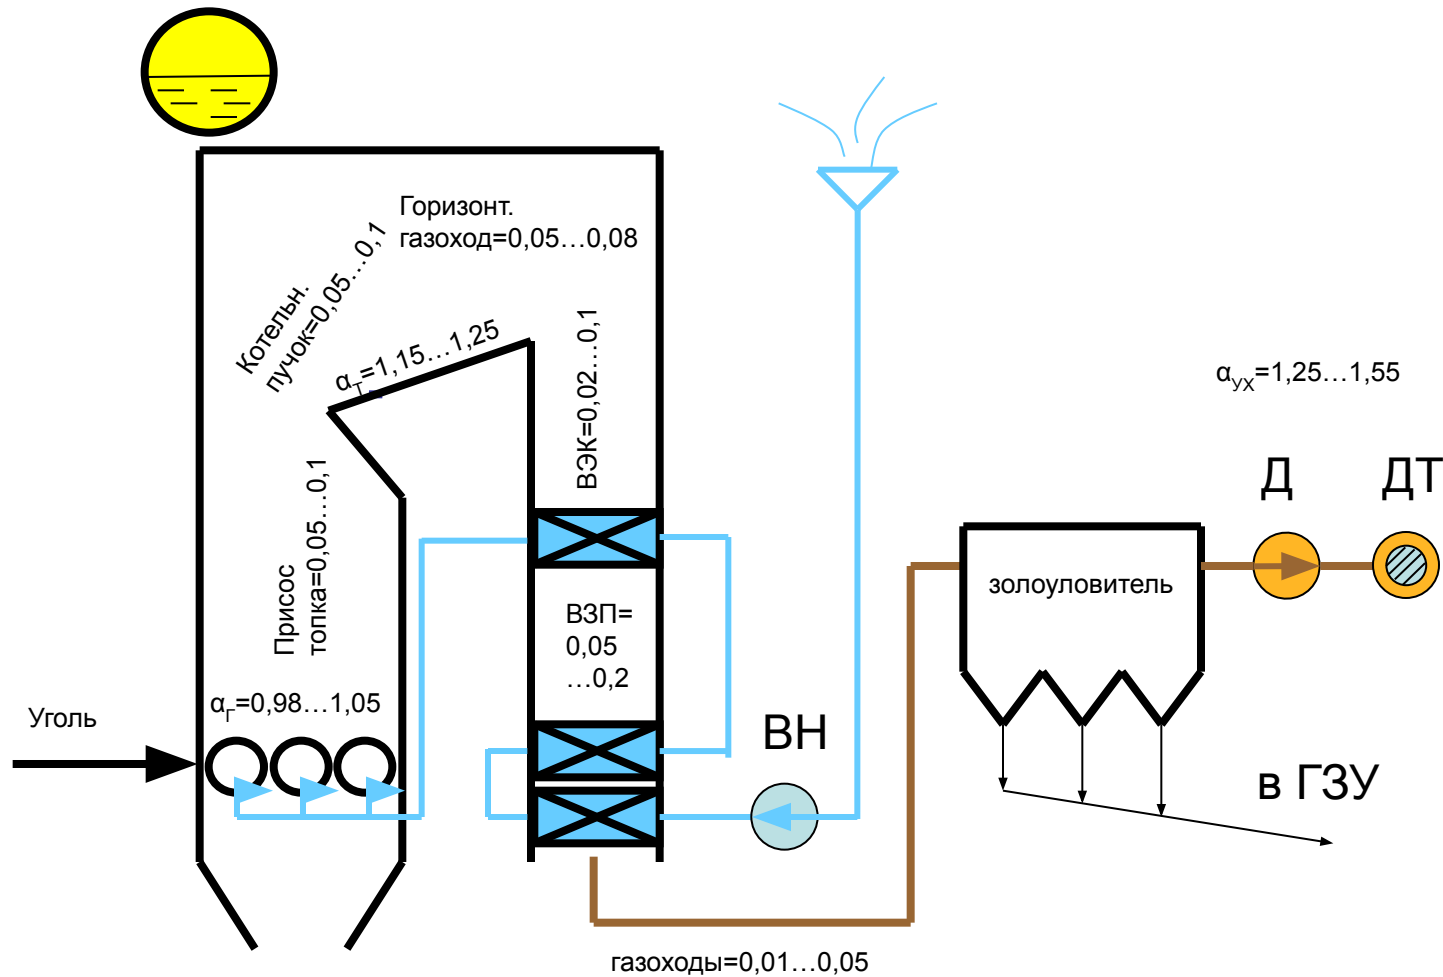 Горизонт.
газоход=0,05…0,08
Котельн.
пучок=0,05…0,1
αТ=1,15…1,25
ВЭК=0,02…0,1
αУХ=1,25…1,55
Присос
топка=0,05…0,1
Д
ДТ
золоуловитель
ВЗП=
0,05
…0,2
αГ=0,98…1,05
Уголь
ВН
в ГЗУ
газоходы=0,01…0,05